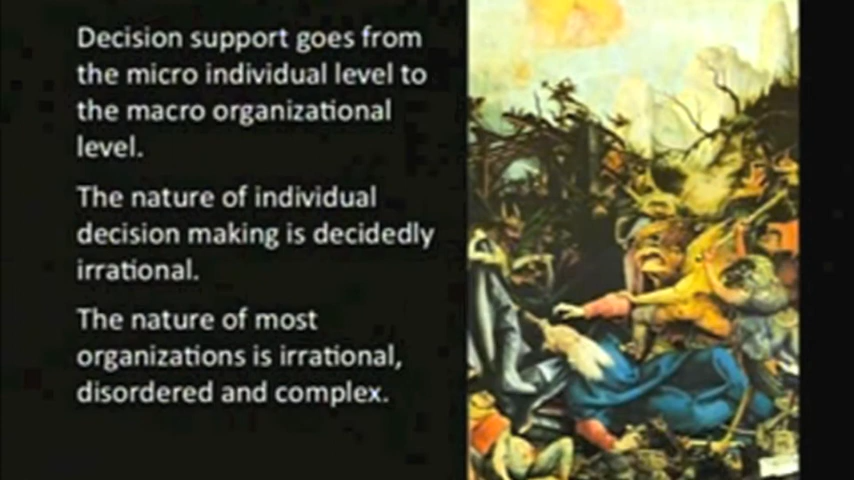 Decision support goes from
the micro individual level to
the macro organizational
level.
The nature of individual
decision making is decidedly
irrational.
The nature of most
organizations is irrational,
disordered and complex.